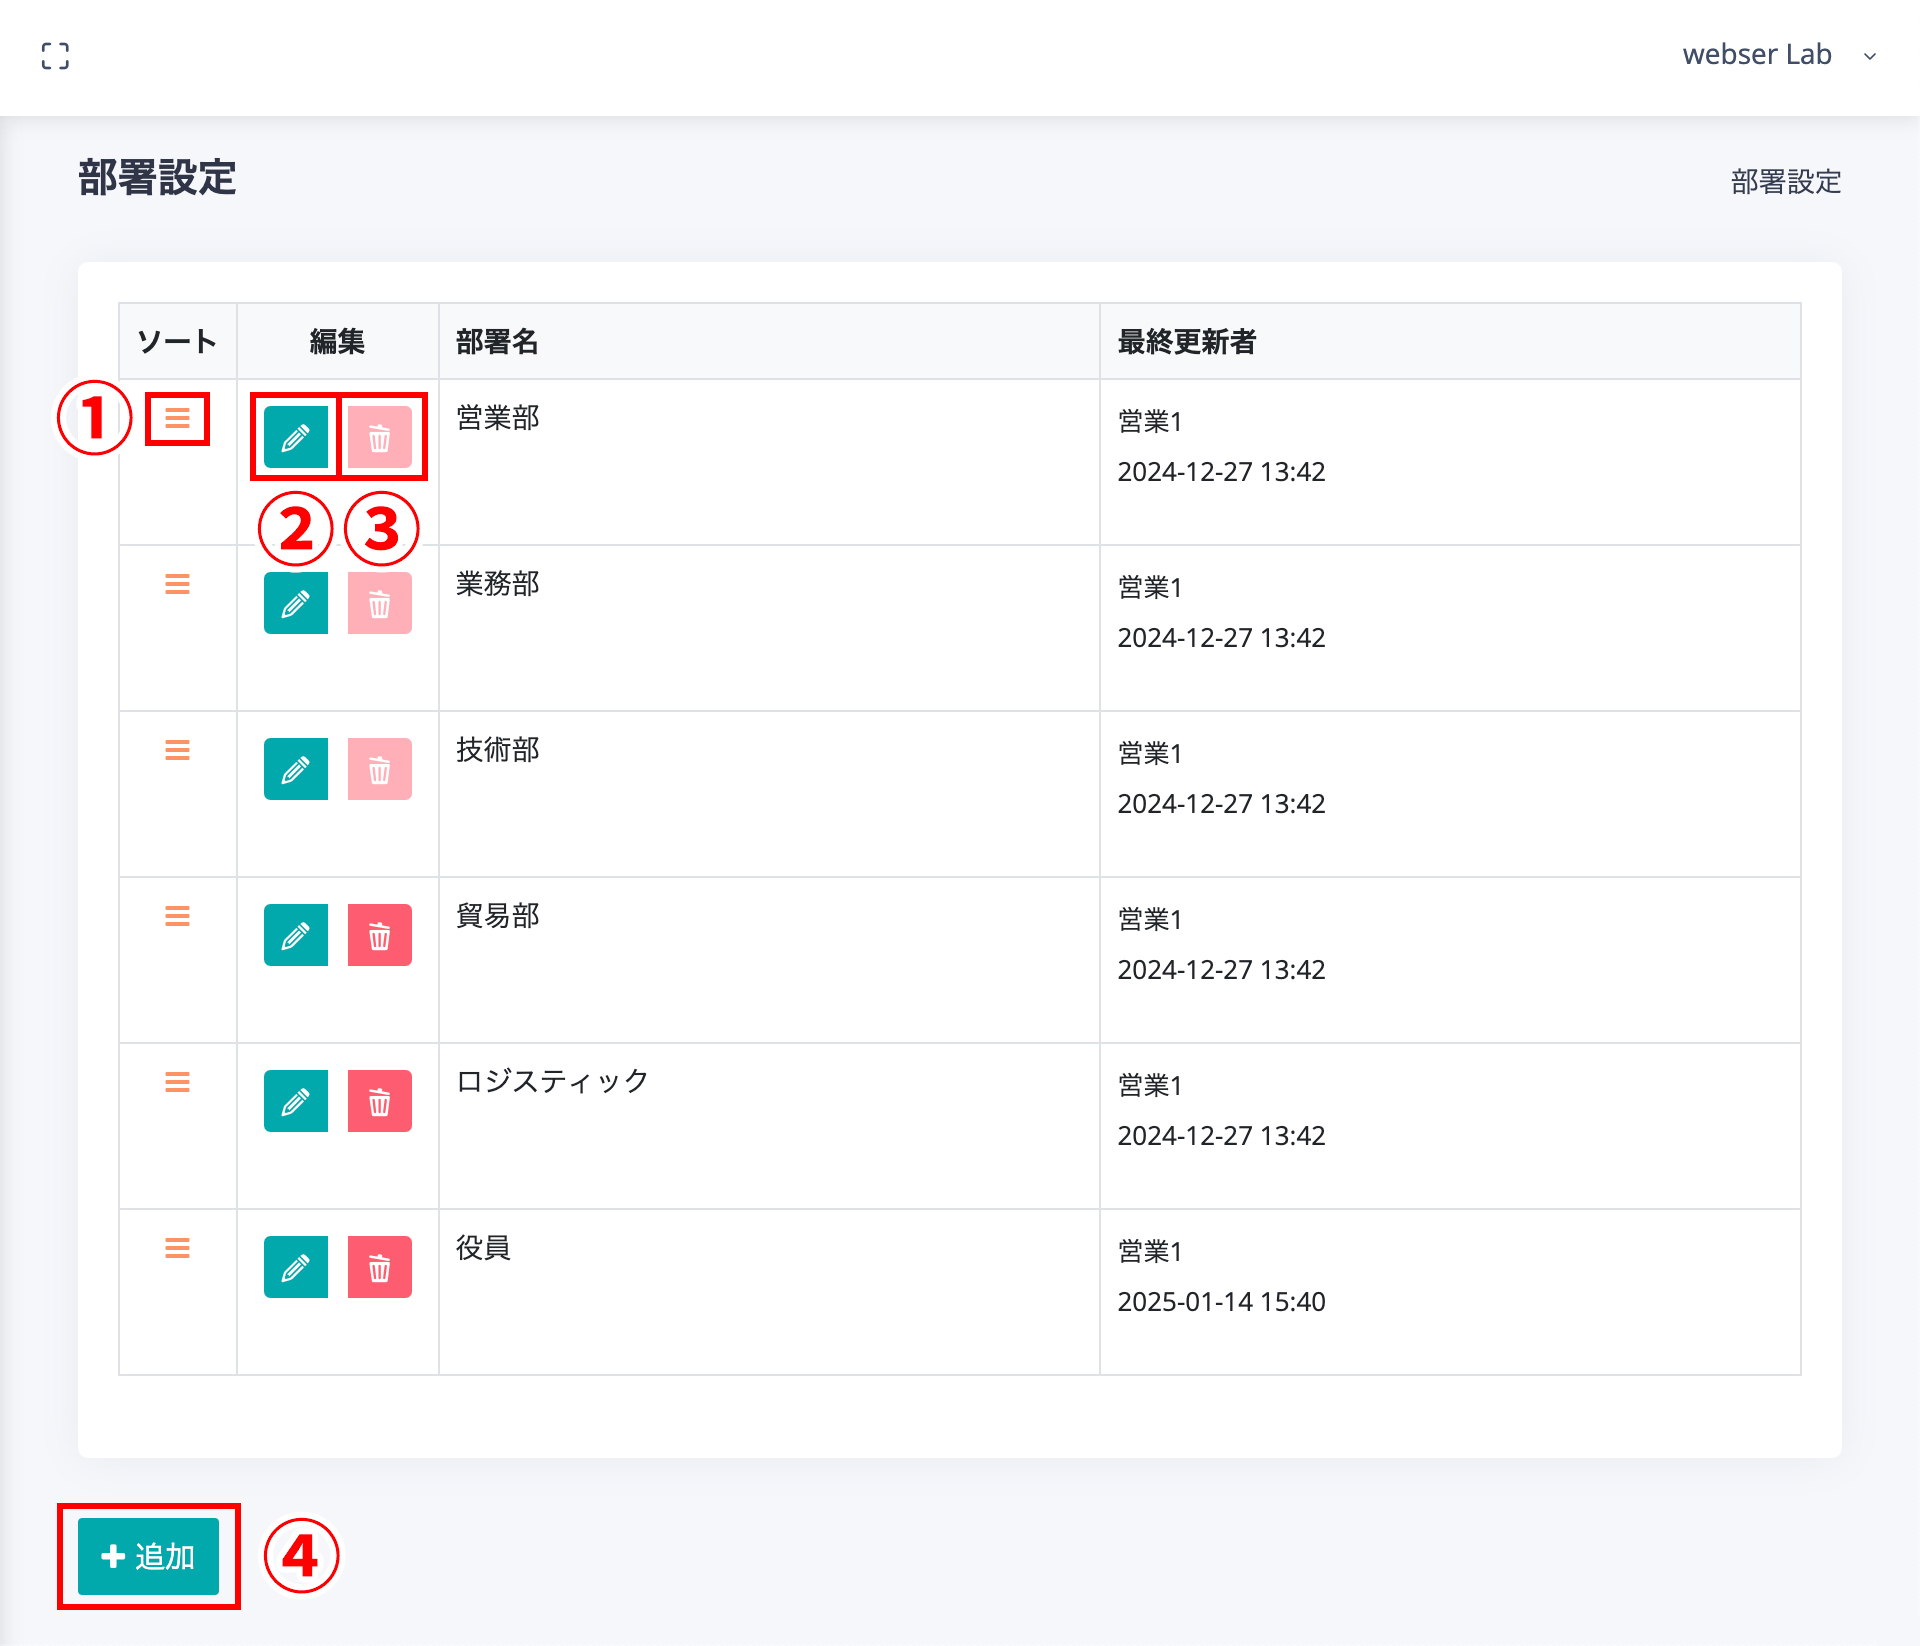 webser Lab
部署設定
部署設定
ソート 編集 部署名 最終更新者
① 営業部 営業1
2024-12-27 13:42
② ③
業務部 営業1
2024-12-27 13:42
技術部 営業1
2024-12-27 13:42
貿易部 営業1
2024-12-27 13:42
ロジスティック 営業1
2024-12-27 13:42
役員 営業1
2025-01-14 15:40
+ 追加 ④